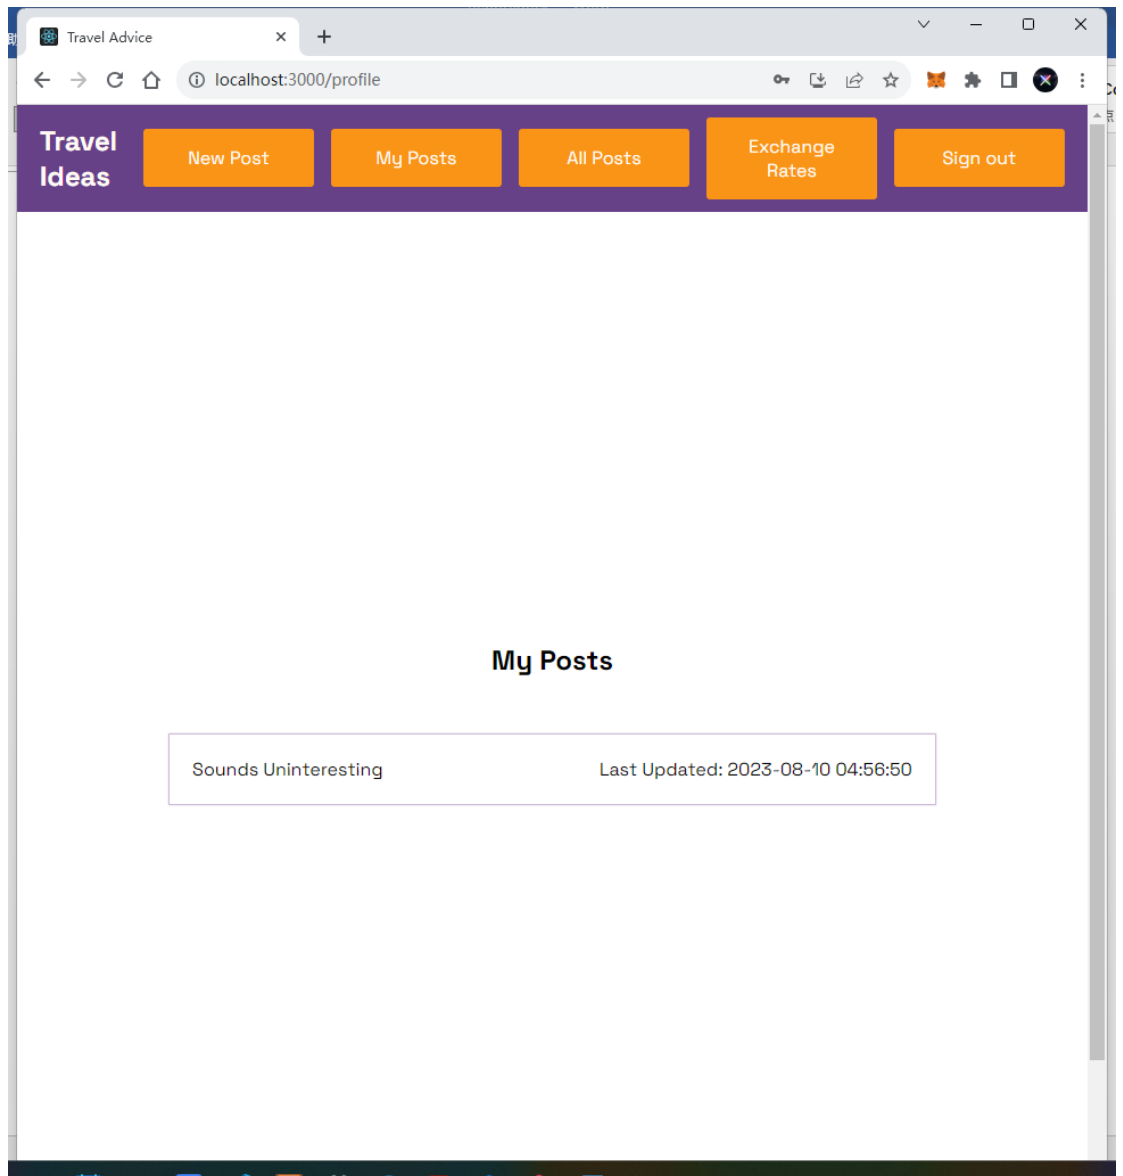 Travel Advice
localhost:3000/profile
Travel
Ideas
New Post
My Posts
All Posts
Exchange
Rates
Sign out
My Posts
Sounds Uninteresting
Last Updated: 2023-08-10 04:56:50